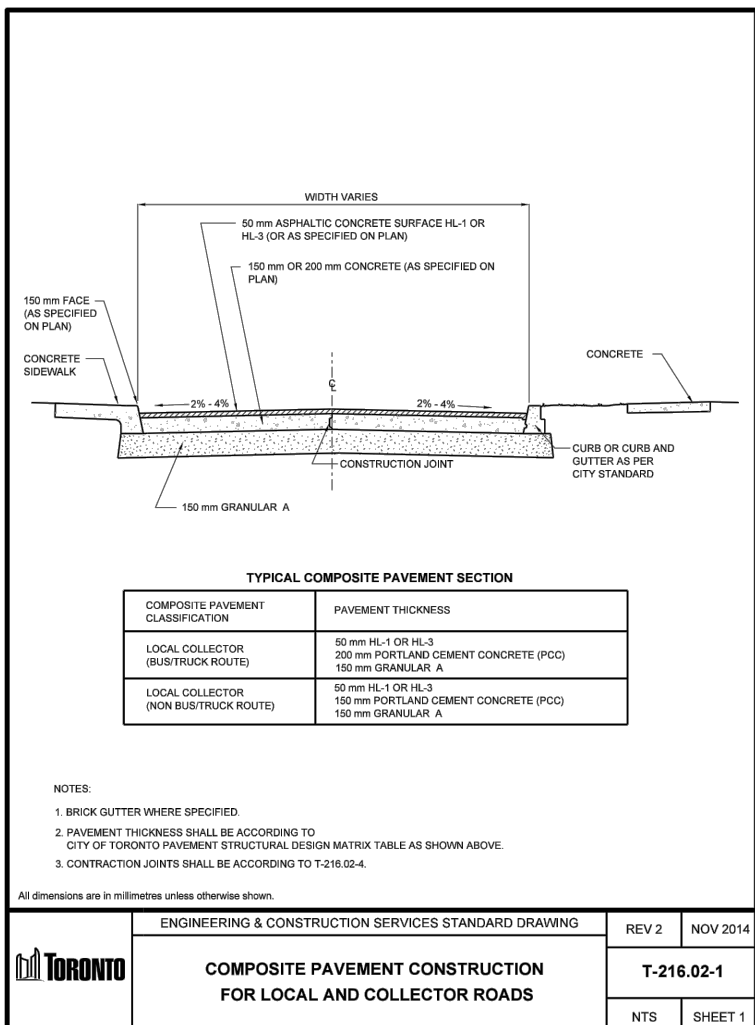 WIDTH VARIES
50 mm ASPHALTIC CONCRETE SURFACE HL-1 OR
HL-3 (OR AS SPECIFIED ON PLAN)
150 mm OR 200 mm CONCRETE (AS SPECIFIED ON
PLAN)
150 mm FACE
(AS SPECIFIED
ON PLAN)
CONCRETE
SIDEWALK
CONCRETE
℄
2% - 4%
2% - 4%
CONSTRUCTION JOINT
CURB OR CURB AND
GUTTER AS PER
CITY STANDARD
150 mm GRANULAR A
TYPICAL COMPOSITE PAVEMENT SECTION
COMPOSITE PAVEMENT
CLASSIFICATION
PAVEMENT THICKNESS
LOCAL COLLECTOR
(BUS/TRUCK ROUTE)
50 mm HL-1 OR HL-3
200 mm PORTLAND CEMENT CONCRETE (PCC)
150 mm GRANULAR A
LOCAL COLLECTOR
(NON BUS/TRUCK ROUTE)
50 mm HL-1 OR HL-3
150 mm PORTLAND CEMENT CONCRETE (PCC)
150 mm GRANULAR A
NOTES:
1. BRICK GUTTER WHERE SPECIFIED.
2. PAVEMENT THICKNESS SHALL BE ACCORDING TO
CITY OF TORONTO PAVEMENT STRUCTURAL DESIGN MATRIX TABLE AS SHOWN ABOVE.
3. CONTRACTION JOINTS SHALL BE ACCORDING TO T-216.02-4.
All dimensions are in millimetres unless otherwise shown.
TORONTO
ENGINEERING & CONSTRUCTION SERVICES STANDARD DRAWING
COMPOSITE PAVEMENT CONSTRUCTION
FOR LOCAL AND COLLECTOR ROADS
REV 2
NOV 2014
T-216.02-1
NTS
SHEET 1